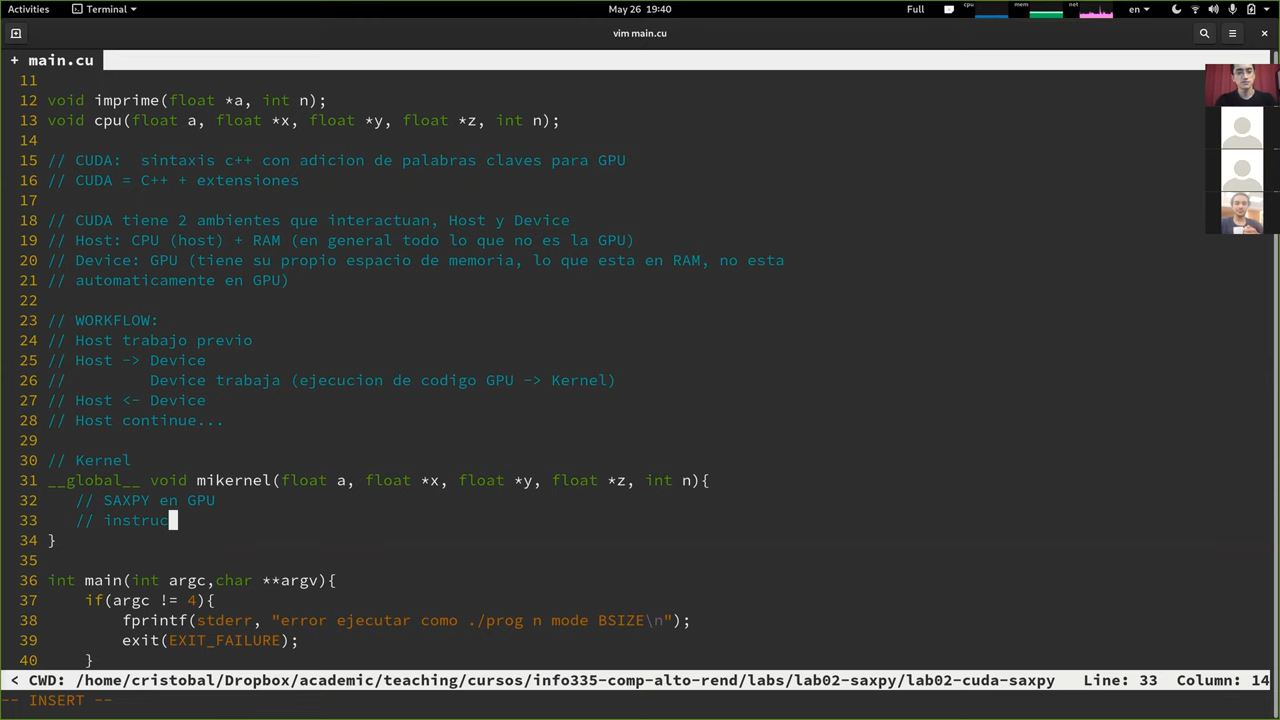 Activities Terminal May 26 19:40 Full cpu mem net en
vim main.cu
+ main.cu
11
12 void imprime(float *a, int n);
13 void cpu(float a, float *x, float *y, float *z, int n);
14
15 // CUDA:  sintaxis c++ con adicion de palabras claves para GPU
16 // CUDA = C++ + extensiones
17
18 // CUDA tiene 2 ambientes que interactuan, Host y Device
19 // Host: CPU (host) + RAM (en general todo lo que no es la GPU)
20 // Device: GPU (tiene su propio espacio de memoria, lo que esta en RAM, no esta
21 // automaticamente en GPU)
22
23 // WORKFLOW:
24 // Host trabajo previo
25 // Host -> Device
26 //         Device trabaja (ejecucion de codigo GPU -> Kernel)
27 // Host <- Device
28 // Host continue...
29
30 // Kernel
31 __global__ void mikernel(float a, float *x, float *y, float *z, int n){
32    // SAXPY en GPU
33    // instruc
34 }
35
36 int main(int argc,char **argv){
37     if(argc != 4){
38         fprintf(stderr, "error ejecutar como ./prog n mode BSIZE\n");
39         exit(EXIT_FAILURE);
40     }
< CWD: /home/cristobal/Dropbox/academic/teaching/cursos/info335-comp-alto-rend/labs/lab02-saxpy/lab02-cuda-saxpy Line: 33 Column: 14
-- INSERT --